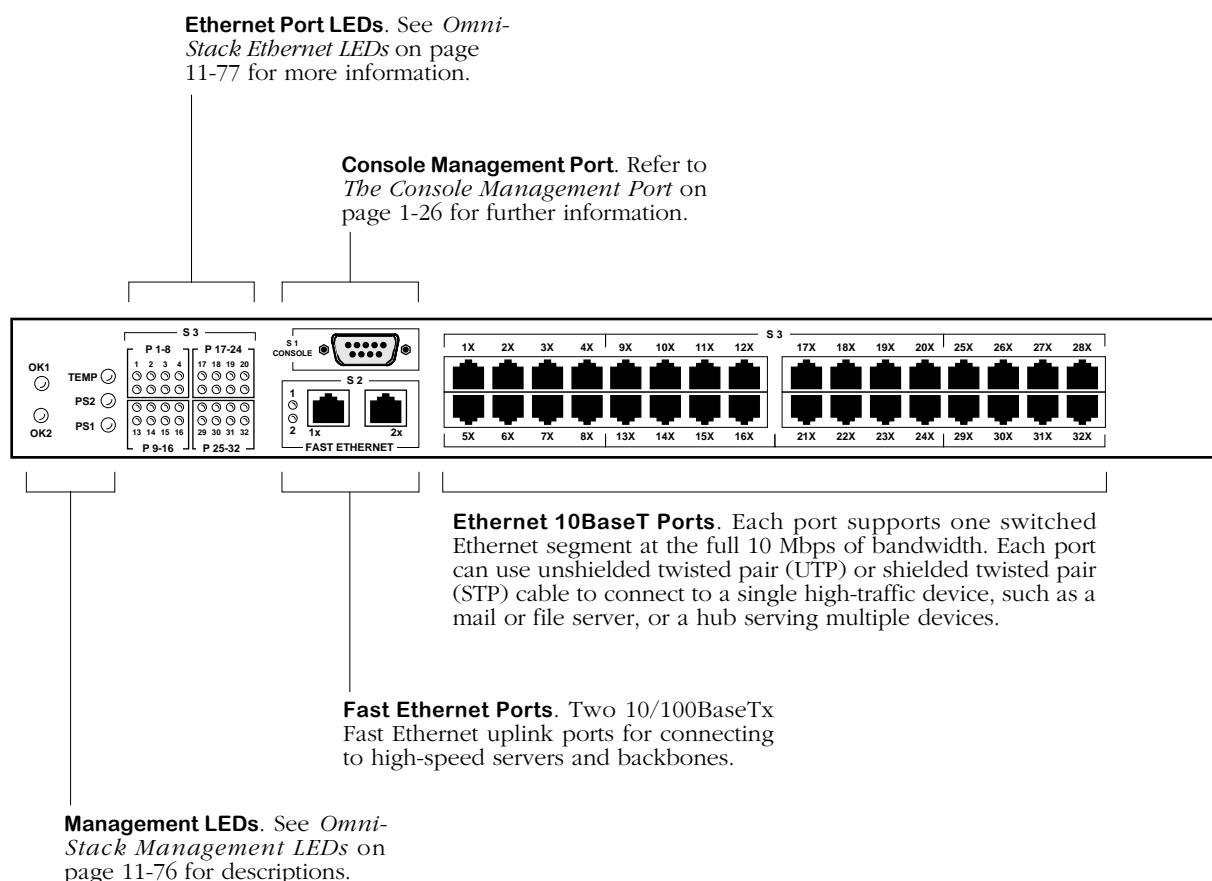 Ethernet Port LEDs. See Omni-
Stack Ethernet LEDs on page
11-77 for more information.
Console Management Port. Refer to
The Console Management Port on
page 1-26 for further information.
OK1
OK2
TEMP
PS2
PS1
S 3
P 1-8 P 17-24
1 2 3 4 17 18 19 20
13 14 15 16 29 30 31 32
P 9-16 P 25-32
S 1
CONSOLE
S 2
1
2
1x 2x
FAST ETHERNET
S 3
1X 2X 3X 4X 9X 10X 11X 12X 17X 18X 19X 20X 25X 26X 27X 28X
5X 6X 7X 8X 13X 14X 15X 16X 21X 22X 23X 24X 29X 30X 31X 32X
Ethernet 10BaseT Ports. Each port supports one switched
Ethernet segment at the full 10 Mbps of bandwidth. Each port
can use unshielded twisted pair (UTP) or shielded twisted pair
(STP) cable to connect to a single high-traffic device, such as a
mail or file server, or a hub serving multiple devices.
Fast Ethernet Ports. Two 10/100BaseTx
Fast Ethernet uplink ports for connecting
to high-speed servers and backbones.
Management LEDs. See Omni-
Stack Management LEDs on
page 11-76 for descriptions.